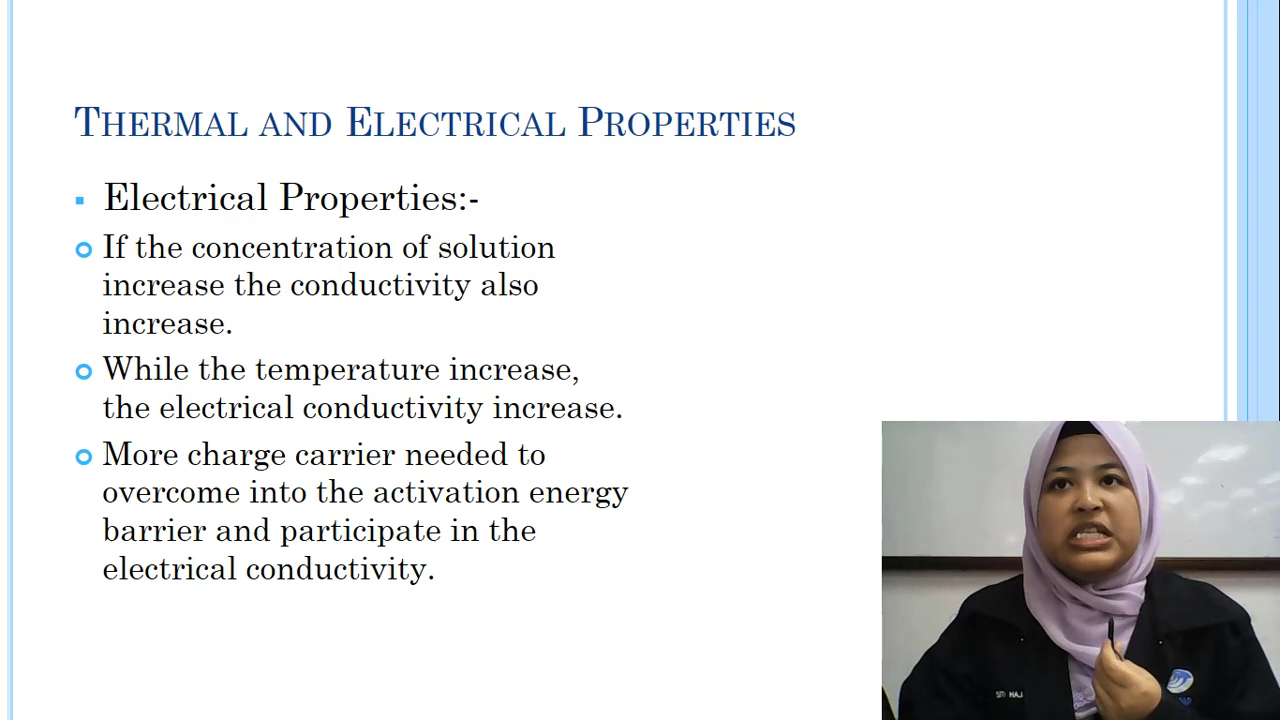 THERMAL AND ELECTRICAL PROPERTIES
Electrical Properties:-
If the concentration of solution
increase the conductivity also
increase.
While the temperature increase,
the electrical conductivity increase.
More charge carrier needed to
overcome into the activation energy
barrier and participate in the
electrical conductivity.
SITI HAJ